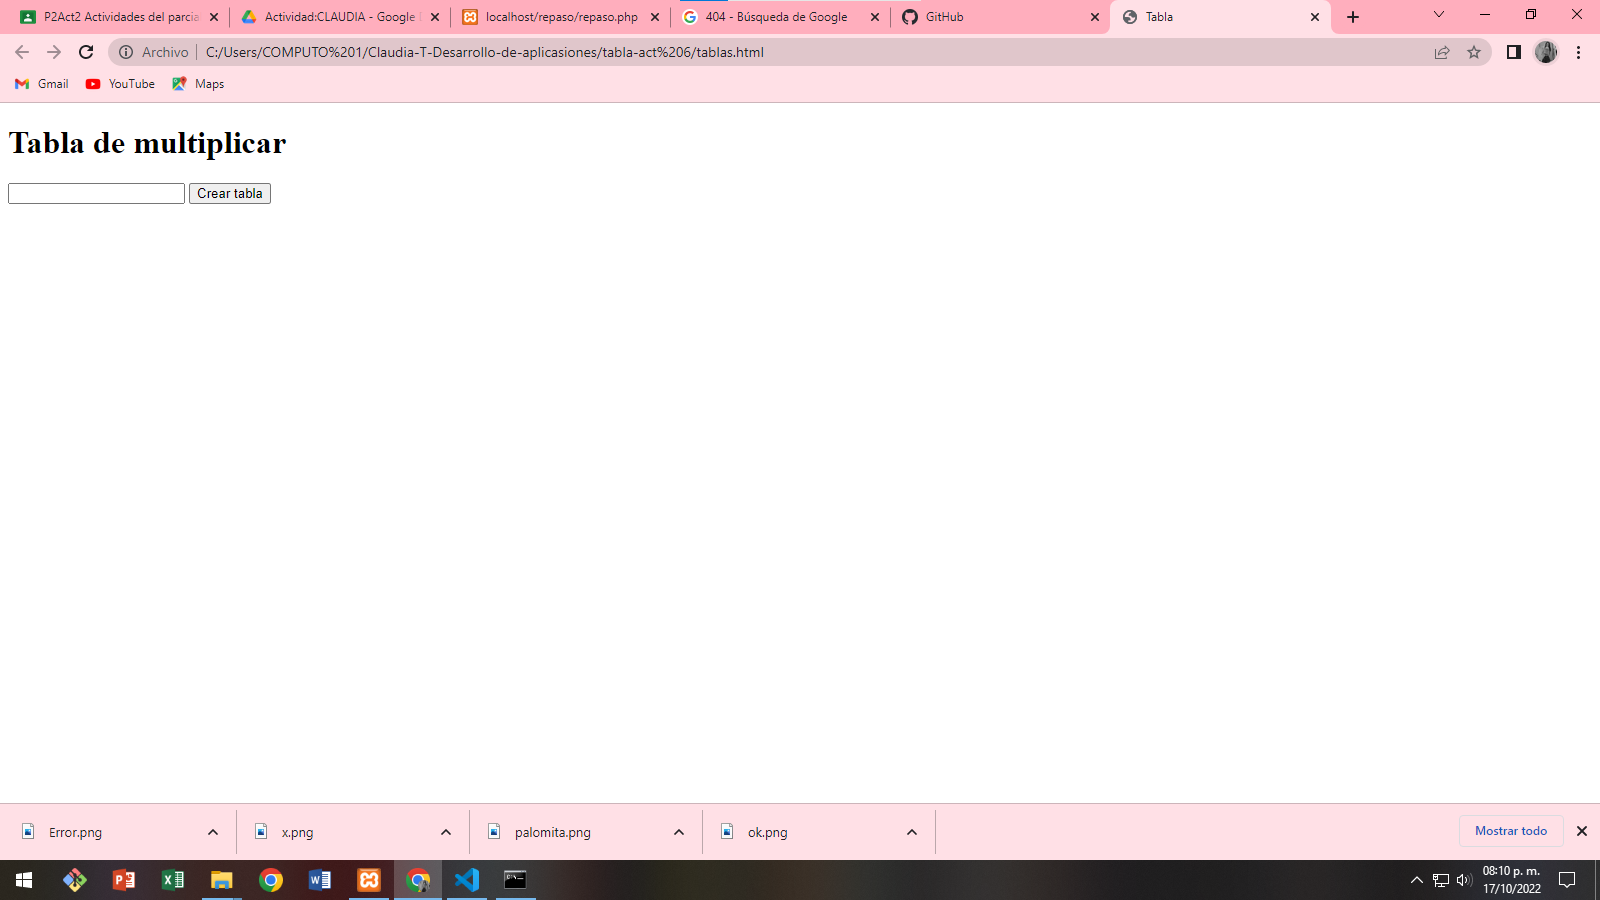 P2Act2 Actividades del parcia
Actividad:CLAUDIA - Google
localhost/repaso/repaso.php
404 - Búsqueda de Google
GitHub
Tabla
Archivo
C:/Users/COMPUTO%201/Claudia-T-Desarrollo-de-aplicasiones/tabla-act%206/tablas.html
Gmail
YouTube
Maps
Tabla de multiplicar
Crear tabla
Error.png
x.png
palomita.png
ok.png
Mostrar todo
08:10 p. m.
17/10/2022